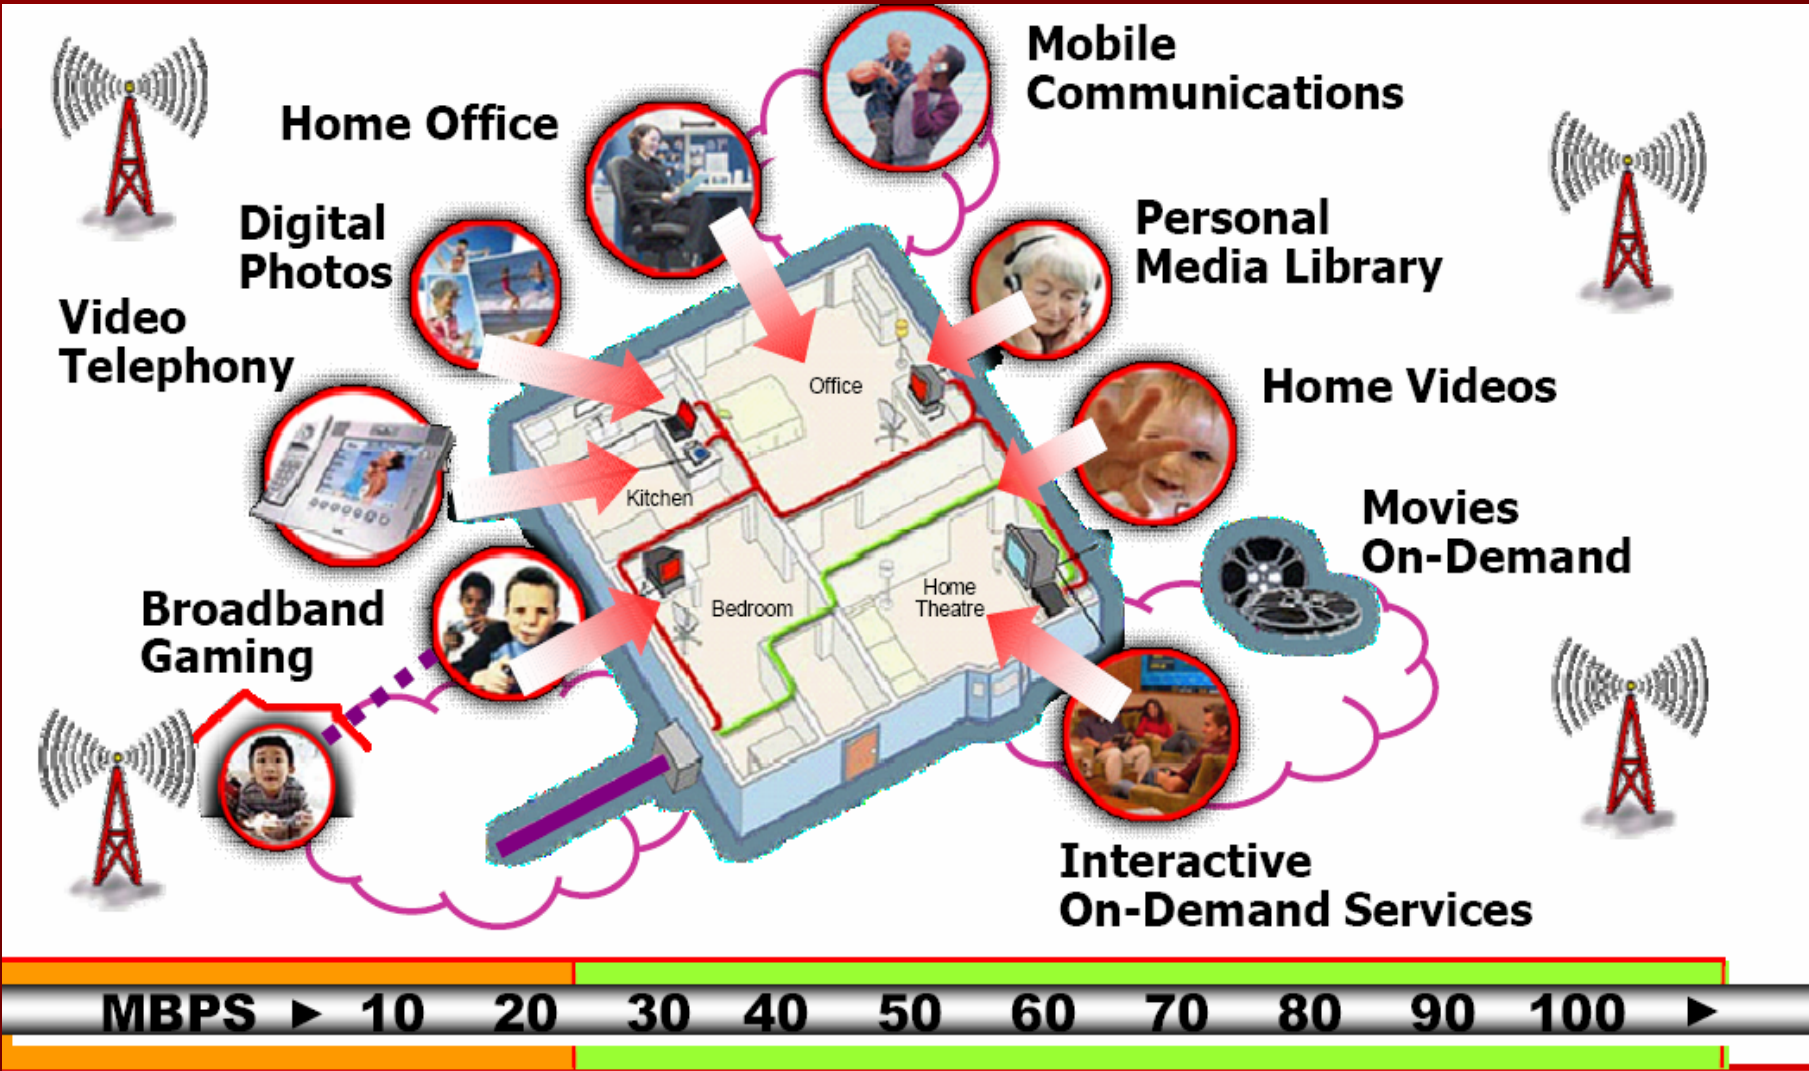 Mobile
Communications
Home Office
Digital
Photos
Personal
Media Library
Video
Telephony
Home Videos
Office
Kitchen
Movies
On-Demand
Broadband
Gaming
Bedroom
Home
Theatre
Interactive
On-Demand Services
MBPS ► 10 20 30 40 50 60 70 80 90 100 ►